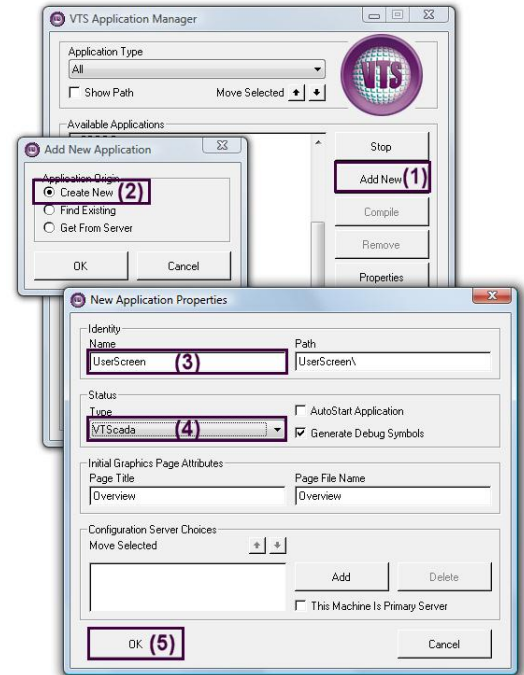 VTS Application Manager
Application Type
All
Show Path
Move Selected
VTS
Available Applications
Stop
Add New (1)
Compile
Remove
Properties
Add New Application
Application Origin
Create New (2)
Find Existing
Get From Server
OK
Cancel
New Application Properties
Identity
Name
Path
UserScreen (3)
UserScreen\
Status
Type
VTScada (4)
AutoStart Application
Generate Debug Symbols
Initial Graphics Page Attributes
Page Title
Page File Name
Overview
Overview
Configuration Server Choices
Move Selected
Add
Delete
This Machine Is Primary Server
OK (5)
Cancel